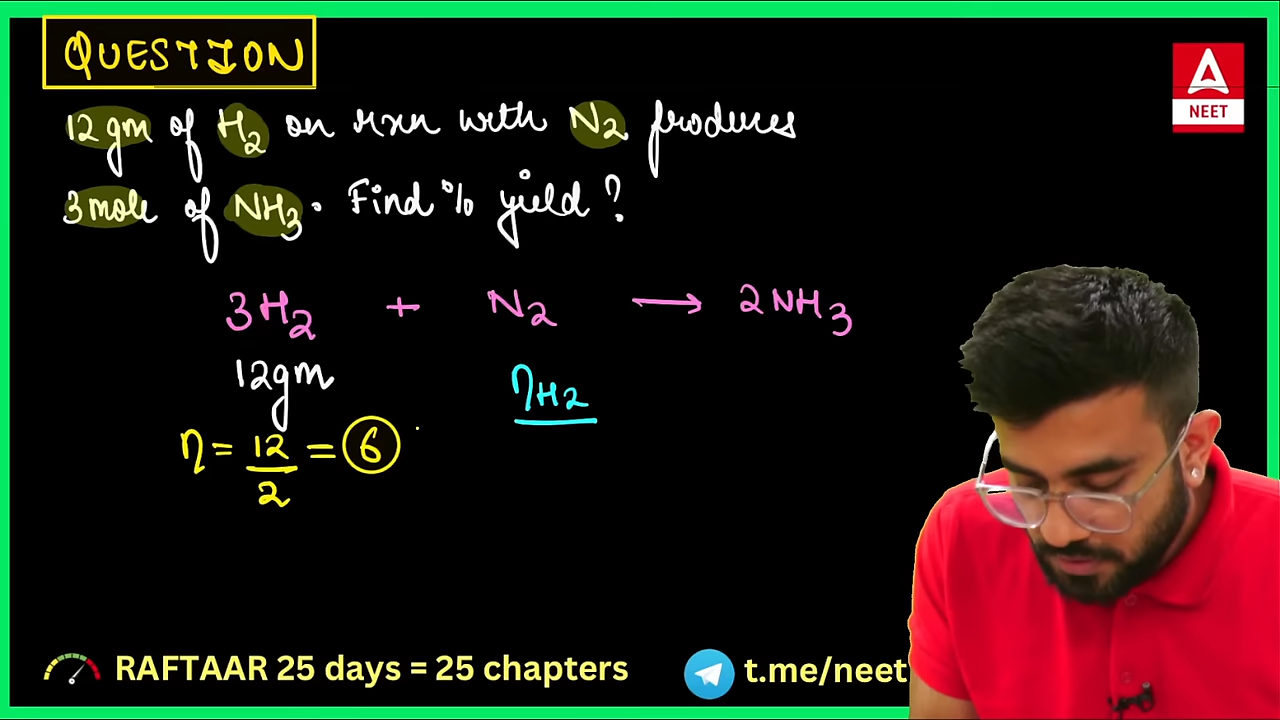 QUESTION
12 gm of H2 on rxn with N2 produces
3 mole of NH3. Find % yield ?
3H2 + N2 → 2NH3
12gm ηH2
η = 12/2 = 6
NEET
RAFTAAR 25 days = 25 chapters
t.me/neet